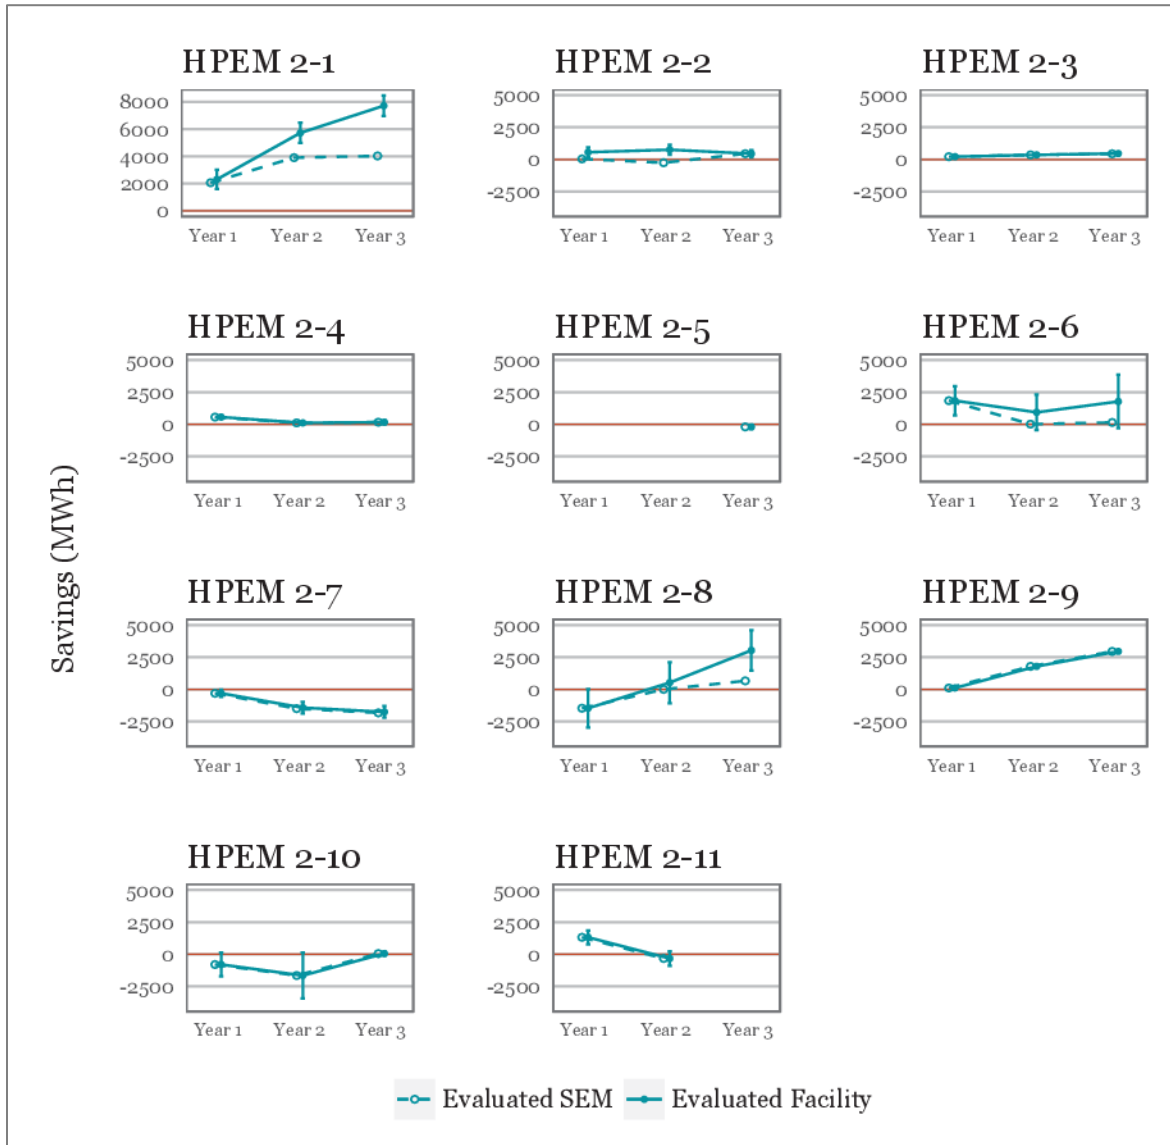 HPEM 2-1 HPEM 2-2 HPEM 2-3
8000 5000 5000
6000 2500 2500
4000 0 0
2000 -2500 -2500
0
Year 1 Year 2 Year 3 Year 1 Year 2 Year 3 Year 1 Year 2 Year 3
HPEM 2-4 HPEM 2-5 HPEM 2-6
5000 5000 5000
2500 2500 2500
0 0 0
-2500 -2500 -2500
Year 1 Year 2 Year 3 Year 1 Year 2 Year 3 Year 1 Year 2 Year 3
Savings (MWh)
HPEM 2-7 HPEM 2-8 HPEM 2-9
5000 5000 5000
2500 2500 2500
0 0 0
-2500 -2500 -2500
Year 1 Year 2 Year 3 Year 1 Year 2 Year 3 Year 1 Year 2 Year 3
HPEM 2-10 HPEM 2-11
5000 5000
2500 2500
0 0
-2500 -2500
Year 1 Year 2 Year 3 Year 1 Year 2 Year 3
Evaluated SEM Evaluated Facility